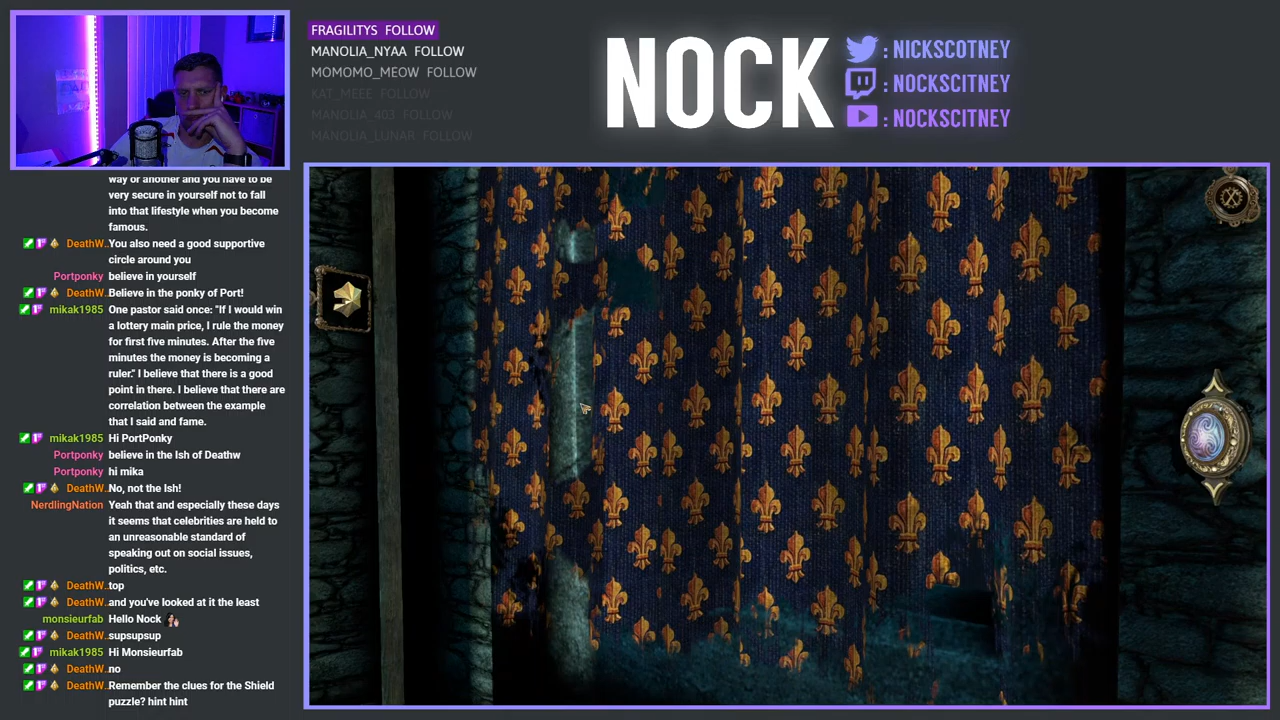 FRAGILITYS FOLLOW
MANOLIA_NYAA FOLLOW
MOMOMO_MEOW FOLLOW
KAT_MEEE FOLLOW
MANOLIA_403 FOLLOW
MANOLIA_LUNAR FOLLOW
NOCK
: NICKSCOTNEY
: NOCKSCITNEY
: NOCKSCITNEY
way or another and you have to be
very secure in yourself not to fall
into that lifestyle when you become
famous.
DeathW.. You also need a good supportive
circle around you
Portponky believe in yourself
DeathW.. Believe in the ponky of Port!
mikak1985 One pastor said once: "If I would win
a lottery main price, I rule the money
for first five minutes. After the five
minutes the money is becoming a
ruler." I believe that there is a good
point in there. I believe that there are
correlation between the example
that I said and fame.
mikak1985 Hi PortPonky
Portponky believe in the Ish of Deathw
Portponky hi mika
DeathW.. No, not the Ish!
NerdlingNation Yeah that and especially these days
it seems that celebrities are held to
an unreasonable standard of
speaking out on social issues,
politics, etc.
DeathW.. top
DeathW.. and you've looked at it the least
monsieurfab Hello Nock
DeathW.. supsupsup
mikak1985 Hi Monsieurfab
DeathW.. no
DeathW.. Remember the clues for the Shield
puzzle? hint hint